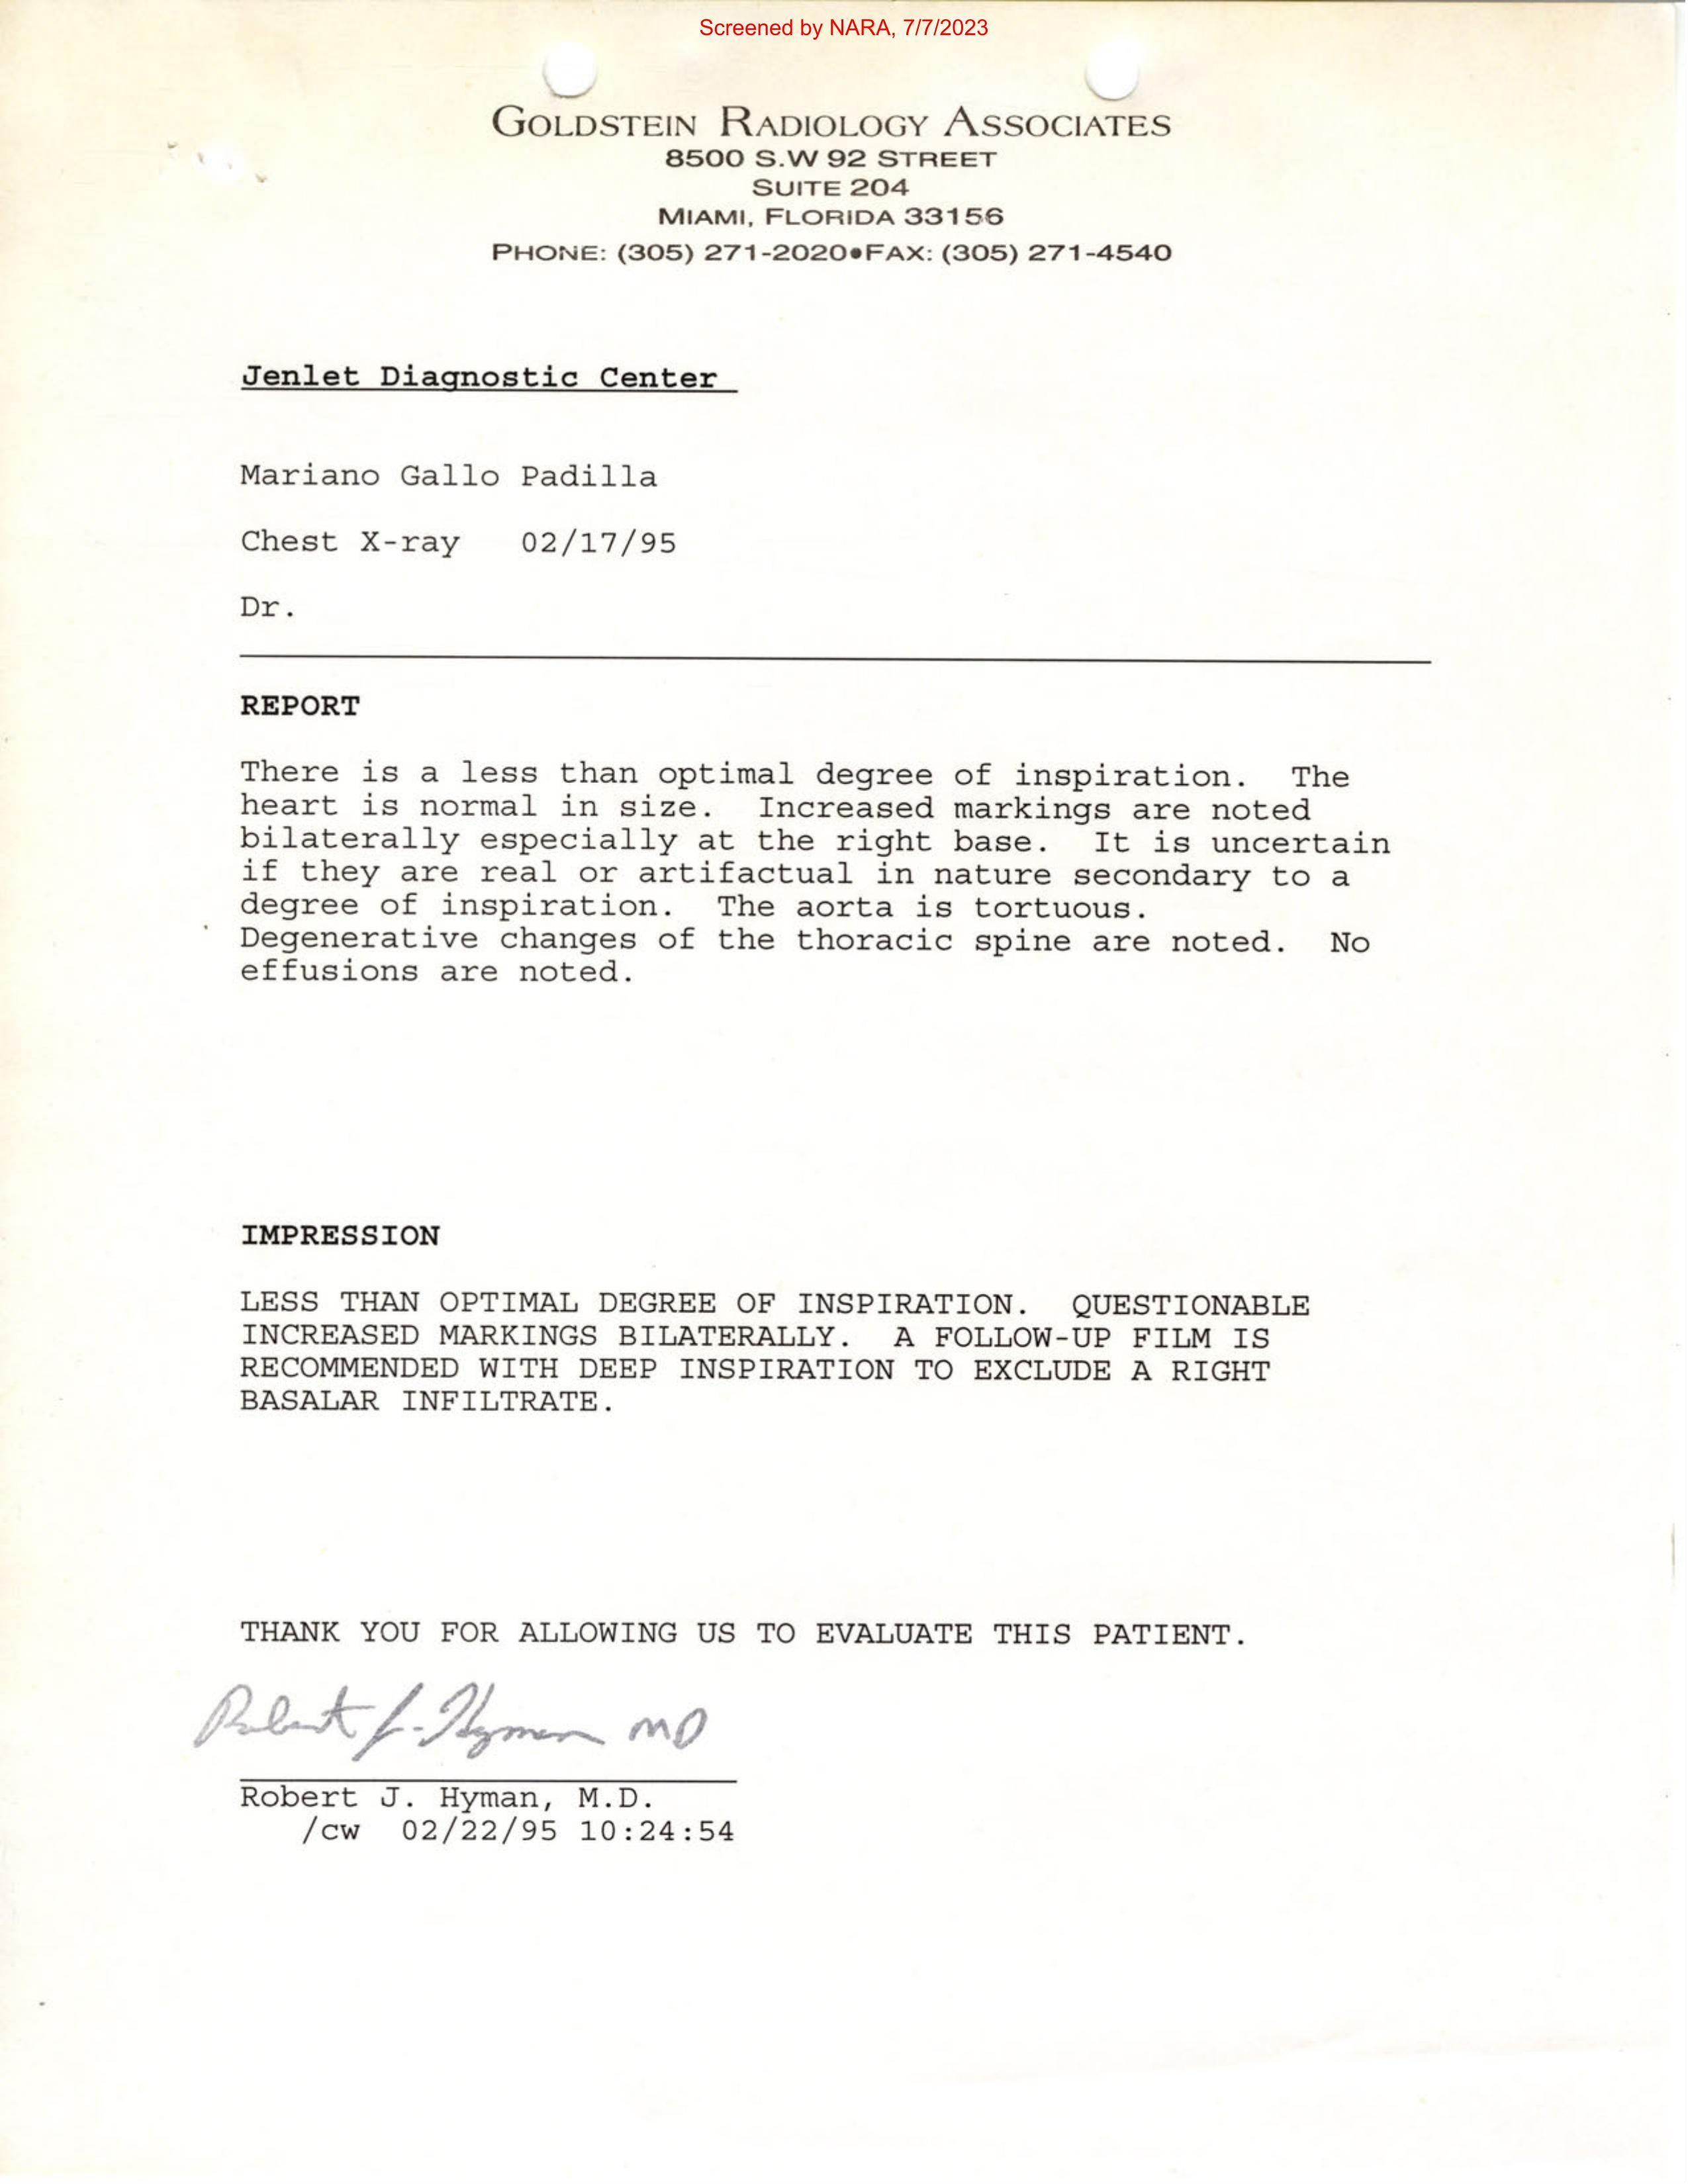 Screened by NARA, 7/7/2023
GOLDSTEIN RADIOLOGY ASSOCIATES
8500 S.W 92 STREET
SUITE 204
MIAMI, FLORIDA 33156
PHONE: (305) 271-2020•FAX: (305) 271-4540
Jenlet Diagnostic Center
Mariano Gallo Padilla
Chest X-ray 02/17/95
Dr.
REPORT
There is a less than optimal degree of inspiration. The
heart is normal in size. Increased markings are noted
bilaterally especially at the right base. It is uncertain
if they are real or artifactual in nature secondary to a
degree of inspiration. The aorta is tortuous.
Degenerative changes of the thoracic spine are noted. No
effusions are noted.
IMPRESSION
LESS THAN OPTIMAL DEGREE OF INSPIRATION. QUESTIONABLE
INCREASED MARKINGS BILATERALLY. A FOLLOW-UP FILM IS
RECOMMENDED WITH DEEP INSPIRATION TO EXCLUDE A RIGHT
BASALAR INFILTRATE.
THANK YOU FOR ALLOWING US TO EVALUATE THIS PATIENT.
Robert J. Hyman MD
Robert J. Hyman, M.D.
/cw 02/22/95 10:24:54